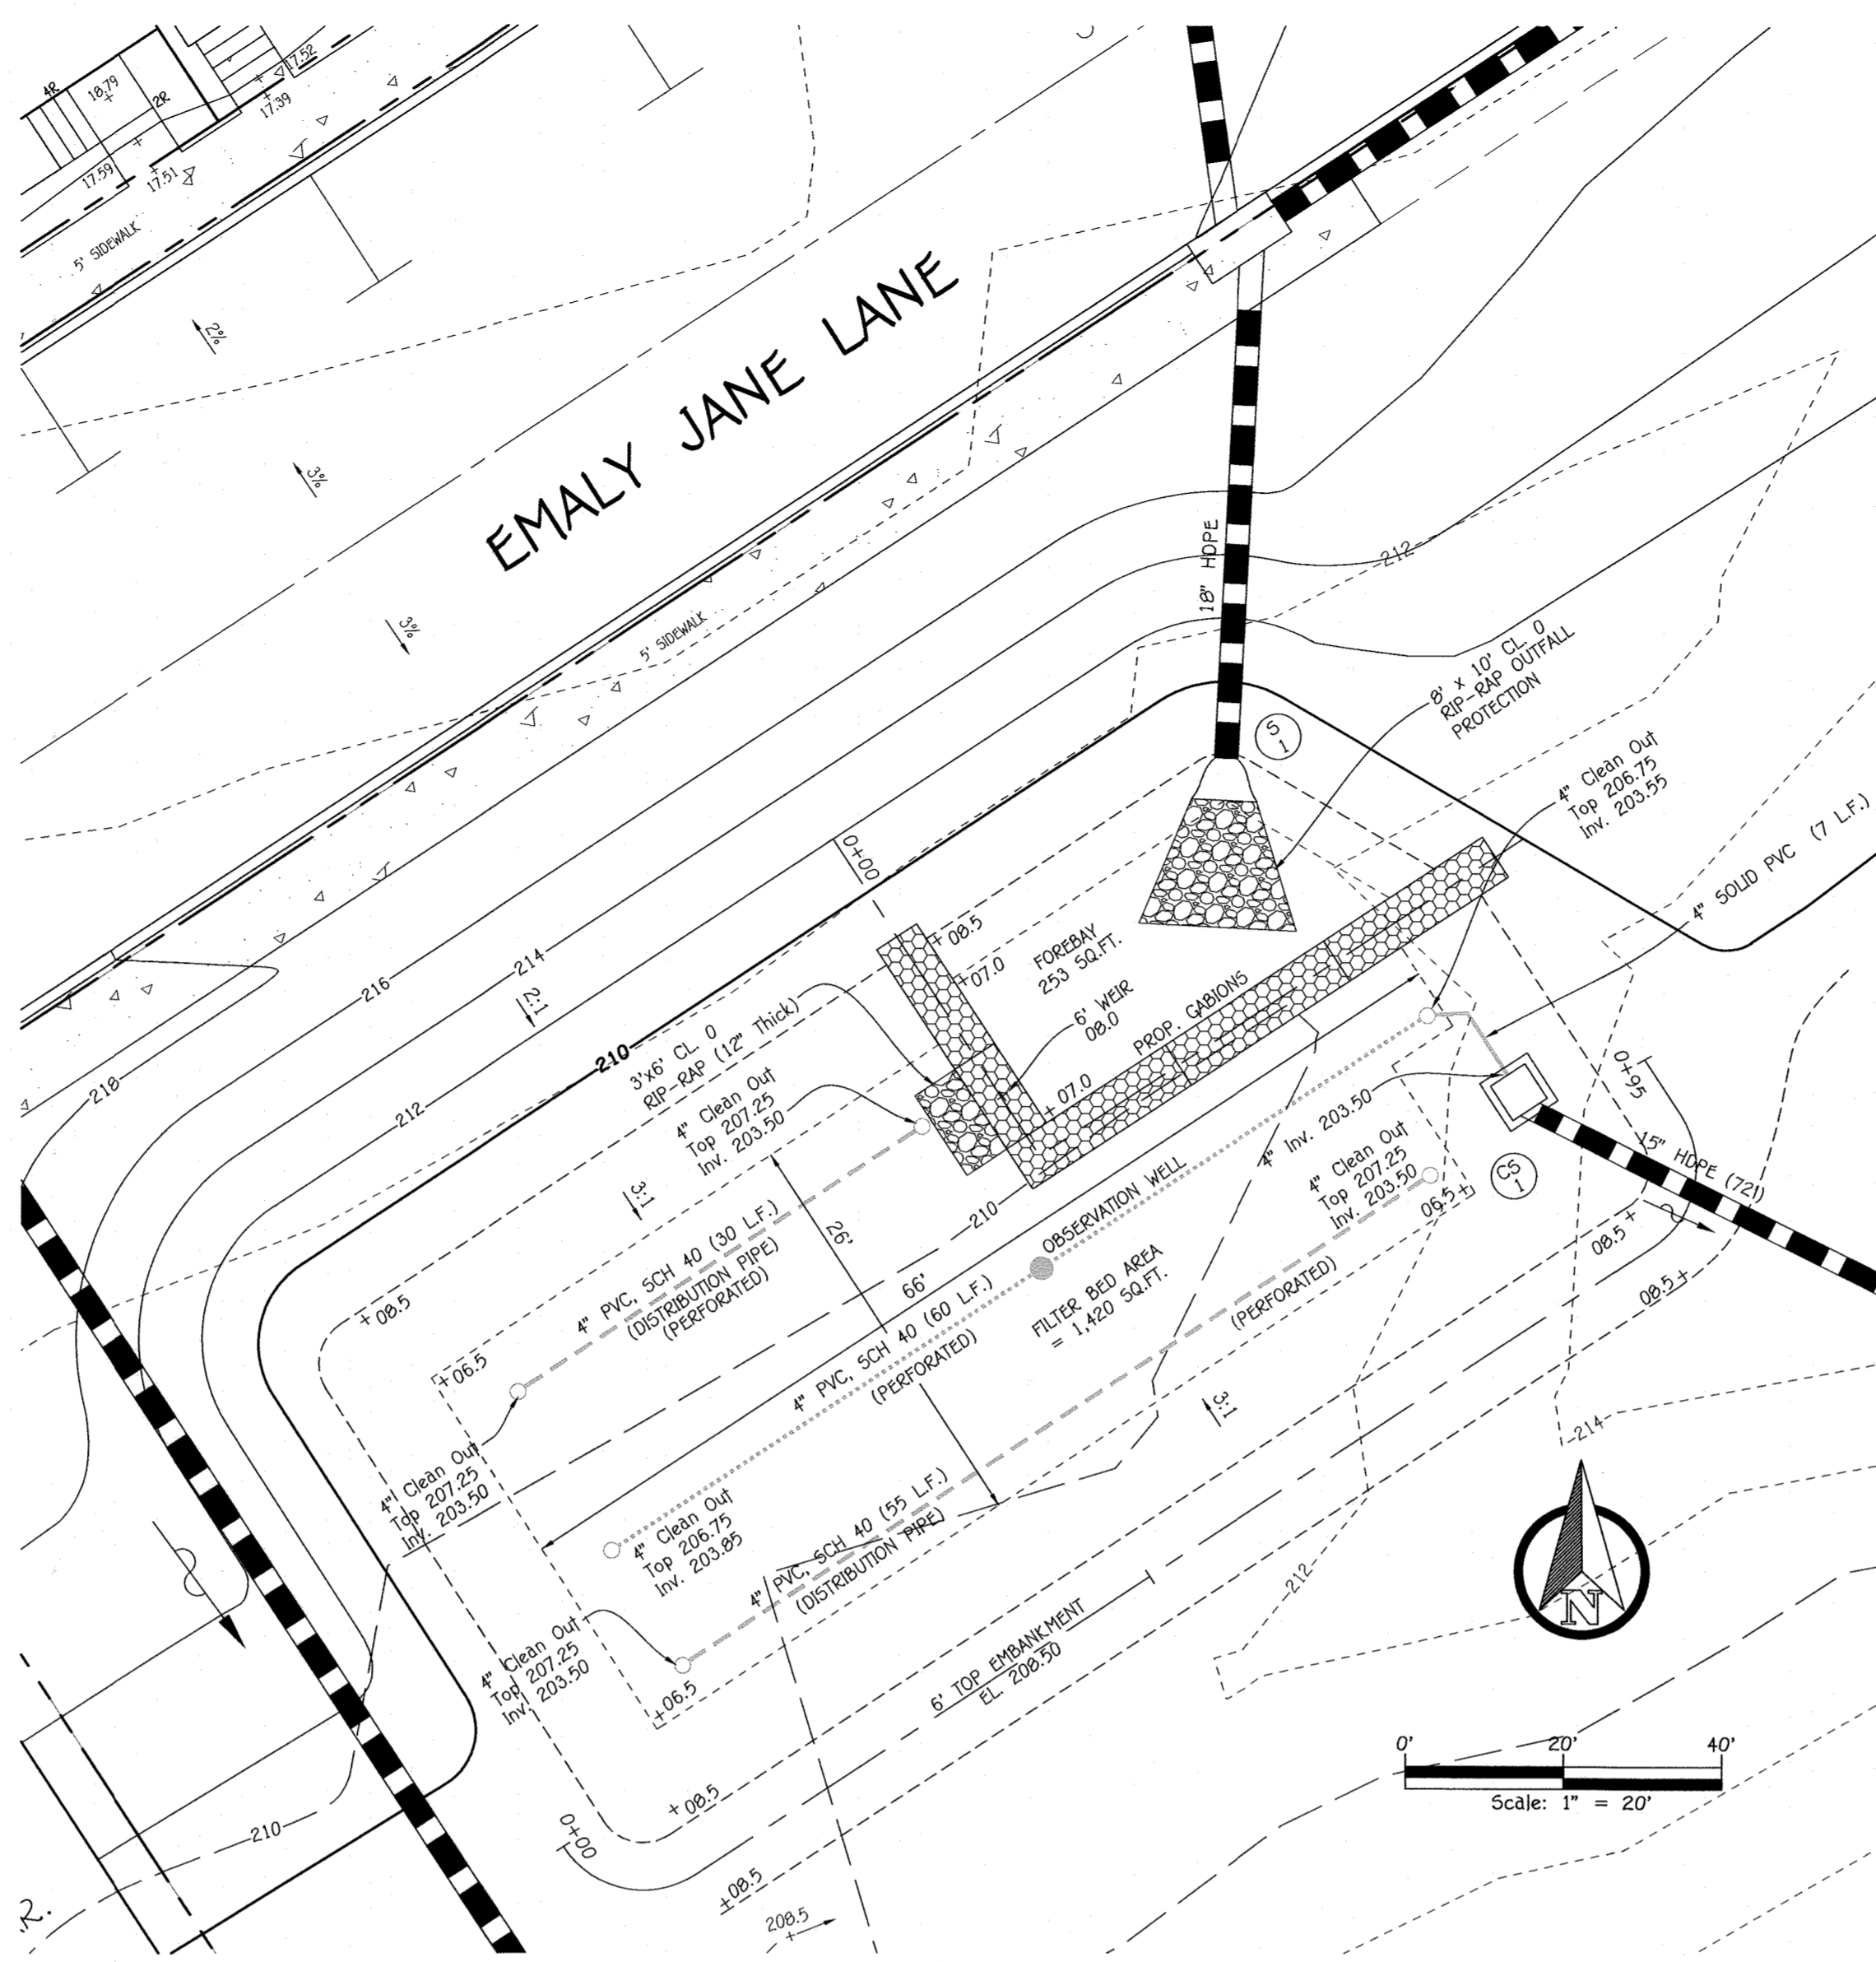 4R
18.79
2R
17.52
17.39
17.59
17.51
5' SIDEWALK
2%
3%
3%
EMALY JANE LANE
5' SIDEWALK
18" HDPE
212
8' x 10' CL. 0
RIP-RAP OUTFALL
PROTECTION
S
1
4" Clean Out
Top 206.75
Inv. 203.55
4" SOLID PVC (7 L.F.)
0+00
08.5
07.0
FOREBAY
253 SQ.FT.
6' WEIR
08.0
PROP. GABIONS
07.0
214
216
2:1
218
212
210
3'x6' CL. 0
RIP-RAP (12" Thick)
4" Clean Out
Top 207.25
Inv. 203.50
3:1
26'
0+95
4" Inv. 203.50
4" Clean Out
Top 207.25
Inv. 203.50
06.5
CS
1
15" HDPE (721)
08.5
08.5
210
OBSERVATION WELL
66'
4" PVC, SCH 40 (30 L.F.)
(DISTRIBUTION PIPE)
(PERFORATED)
08.5
06.5
FILTER BED AREA
= 1,420 SQ.FT.
(PERFORATED)
4" PVC, SCH 40 (60 L.F.)
(PERFORATED)
3:1
214
4" Clean Out
Top 207.25
Inv. 203.50
4" Clean Out
Top 206.75
Inv. 203.85
4" PVC, SCH 40 (55 L.F.)
(DISTRIBUTION PIPE)
4" Clean Out
Top 207.25
Inv. 203.50
06.5
6' TOP EMBANKMENT
EL. 208.50
212
N
0' 20' 40'
Scale: 1" = 20'
08.5
0+00
08.5
208.5
210
R.